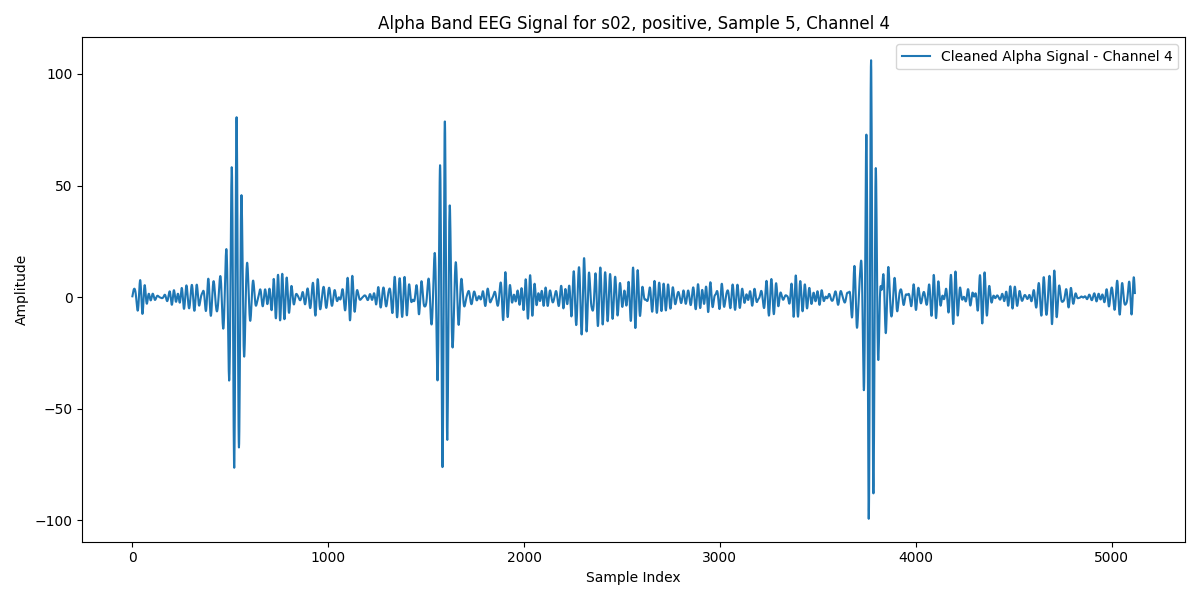 Alpha Band EEG Signal for s02, positive, Sample 5, Channel 4
Cleaned Alpha Signal - Channel 4
Amplitude
100
50
0
−50
−100
0 1000 2000 3000 4000 5000
Sample Index